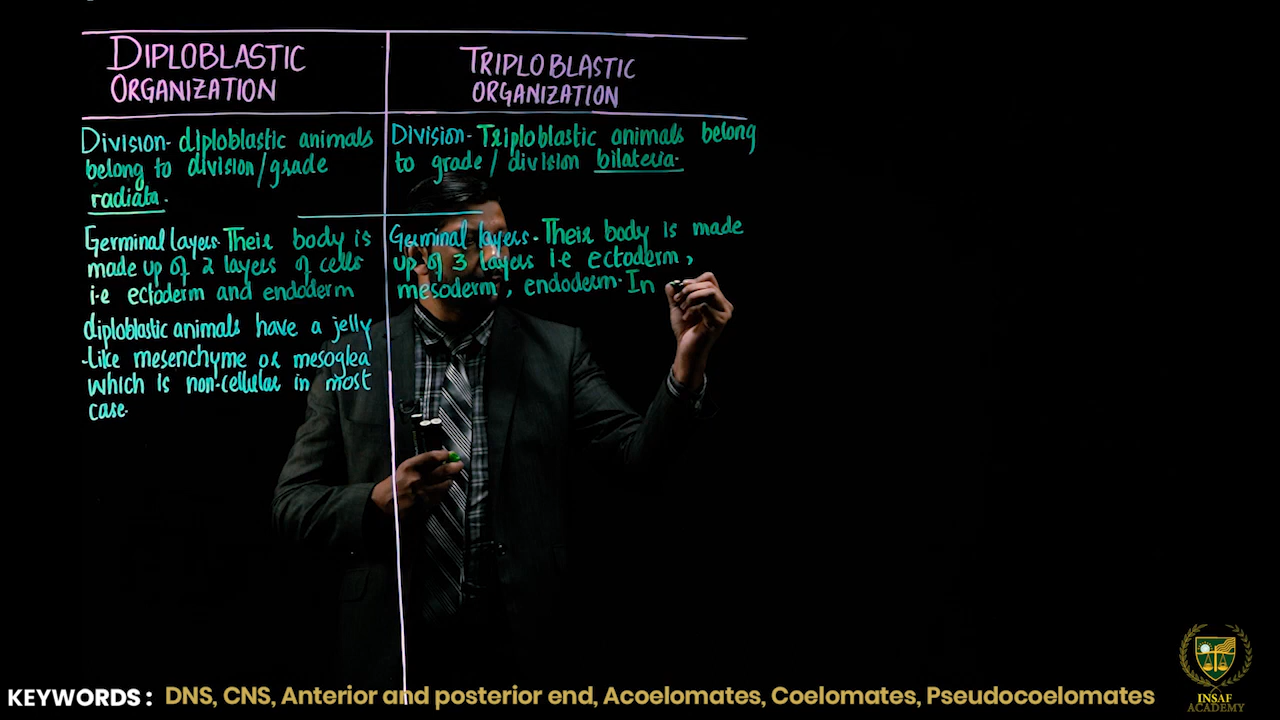 DIPLOBLASTIC
ORGANIZATION
TRIPLOBLASTIC
ORGANIZATION
Division- diploblastic animals
belong to division/grade
radiata.
Division- Triploblastic animals belong
to grade / division bilateria.
Germinal layers. Their body is
made up of 2 layers of cells
i-e ectoderm and endoderm
diploblastic animals have a jelly
-like mesenchyme or mesoglea
which is non-cellular in most
case.
Germinal layers - Their body is made
up of 3 layers i-e ectoderm,
mesoderm, endoderm. In
KEYWORDS: DNS, CNS, Anterior and posterior end, Acoelomates, Coelomates, Pseudocoelomates
INSAF
ACADEMY